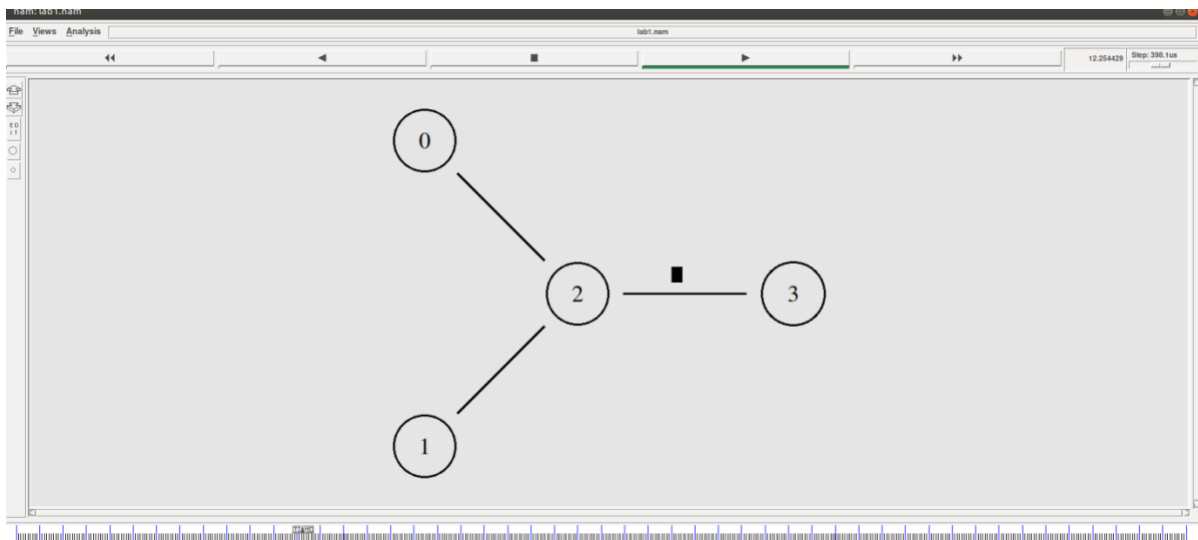 nam: lab1.nam
File Views Analysis
lab1.nam
12.254429
Step: 398.1us
E D
I T
0
2
3
1